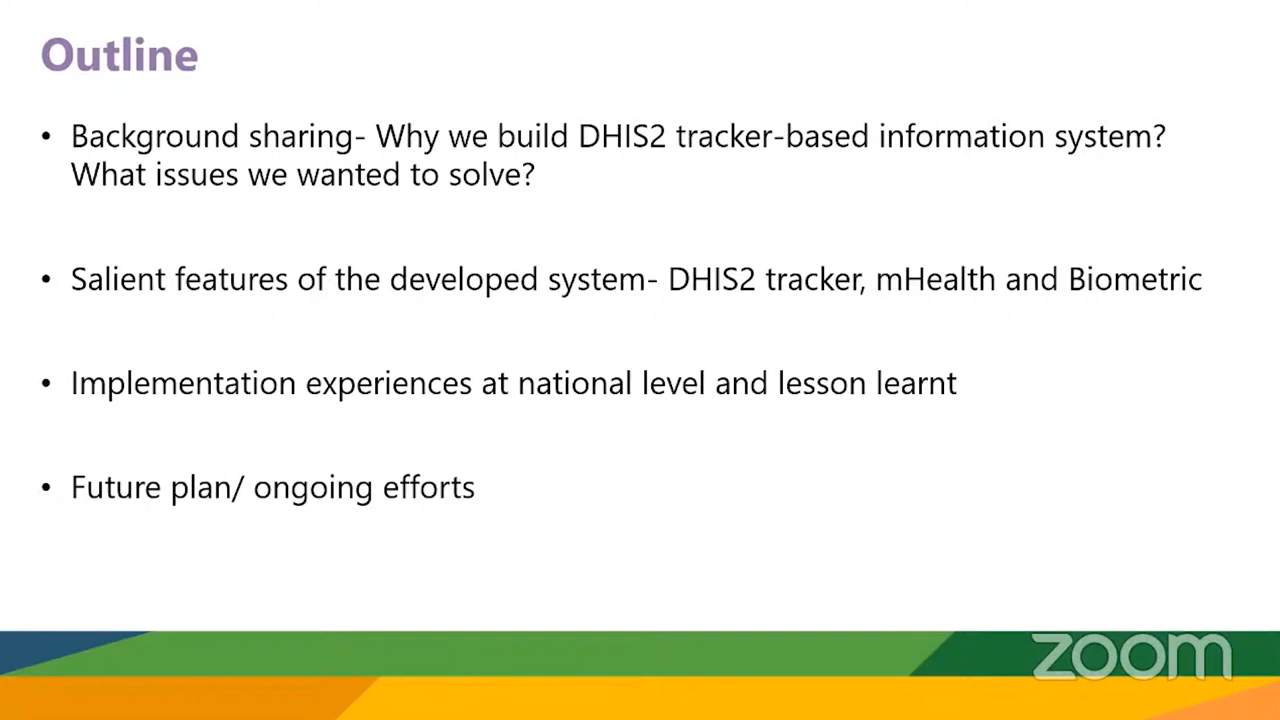 Outline
• Background sharing- Why we build DHIS2 tracker-based information system?
What issues we wanted to solve?
• Salient features of the developed system- DHIS2 tracker, mHealth and Biometric
• Implementation experiences at national level and lesson learnt
• Future plan/ ongoing efforts
zoom